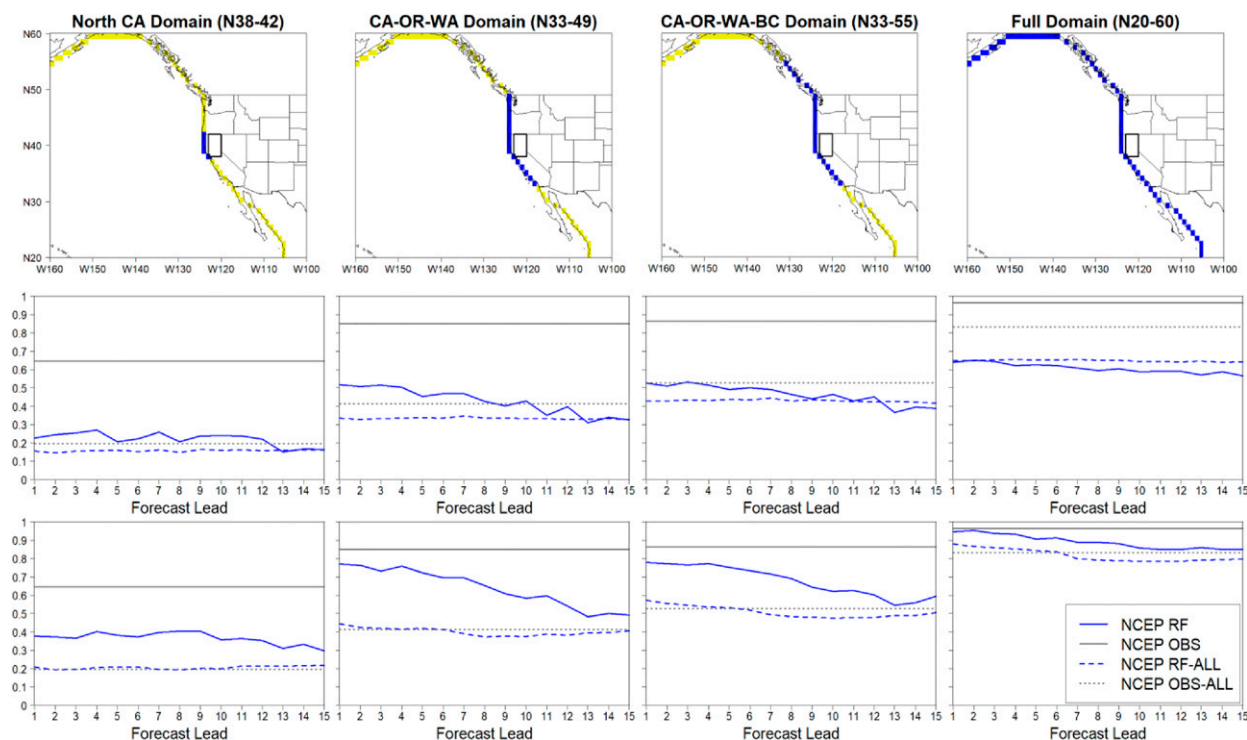 North CA Domain (N38-42) CA-OR-WA Domain (N33-49) CA-OR-WA-BC Domain (N33-55) Full Domain (N20-60)
N60
N50
N40
N30
N20
W160 W150 W140 W130 W120 W110 W100 W160 W150 W140 W130 W120 W110 W100 W160 W150 W140 W130 W120 W110 W100 W160 W150 W140 W130 W120 W110 W100
1
0.9
0.8
0.7
0.6
0.5
0.4
0.3
0.2
0.1
0
1 2 3 4 5 6 7 8 9 10 11 12 13 14 15 1 2 3 4 5 6 7 8 9 10 11 12 13 14 15 1 2 3 4 5 6 7 8 9 10 11 12 13 14 15 1 2 3 4 5 6 7 8 9 10 11 12 13 14 15
Forecast Lead Forecast Lead Forecast Lead Forecast Lead
1
0.9
0.8
0.7
0.6
0.5
0.4
0.3
0.2
0.1
0
NCEP RF
NCEP OBS
NCEP RF-ALL
NCEP OBS-ALL
1 2 3 4 5 6 7 8 9 10 11 12 13 14 15 1 2 3 4 5 6 7 8 9 10 11 12 13 14 15 1 2 3 4 5 6 7 8 9 10 11 12 13 14 15 1 2 3 4 5 6 7 8 9 10 11 12 13 14 15
Forecast Lead Forecast Lead Forecast Lead Forecast Lead